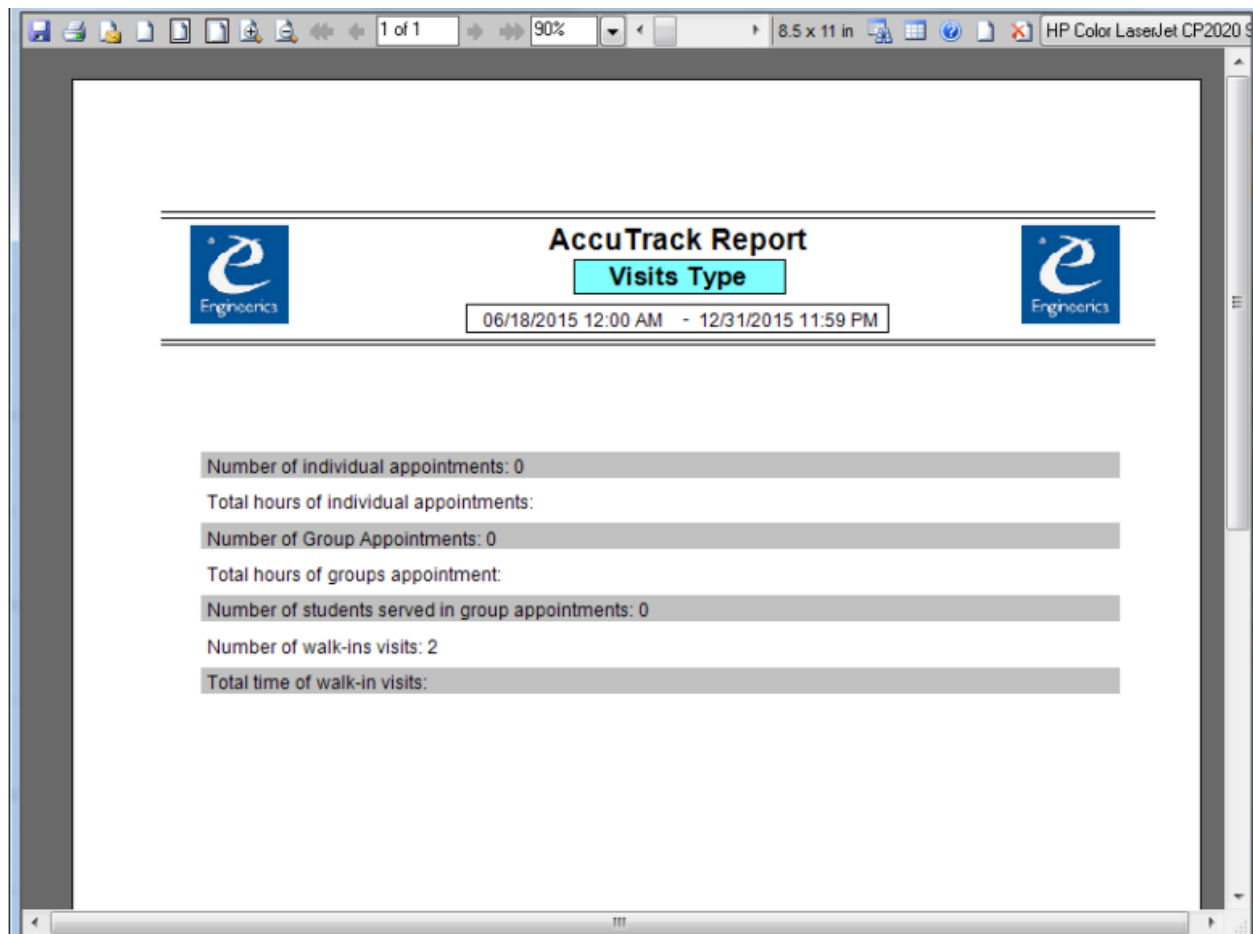 1 of 1 90% 8.5 x 11 in HP Color LaserJet CP2020 S
AccuTrack Report
Visits Type
Engineerica
Engineerica
06/18/2015 12:00 AM - 12/31/2015 11:59 PM
Number of individual appointments: 0
Total hours of individual appointments:
Number of Group Appointments: 0
Total hours of groups appointment:
Number of students served in group appointments: 0
Number of walk-ins visits: 2
Total time of walk-in visits: